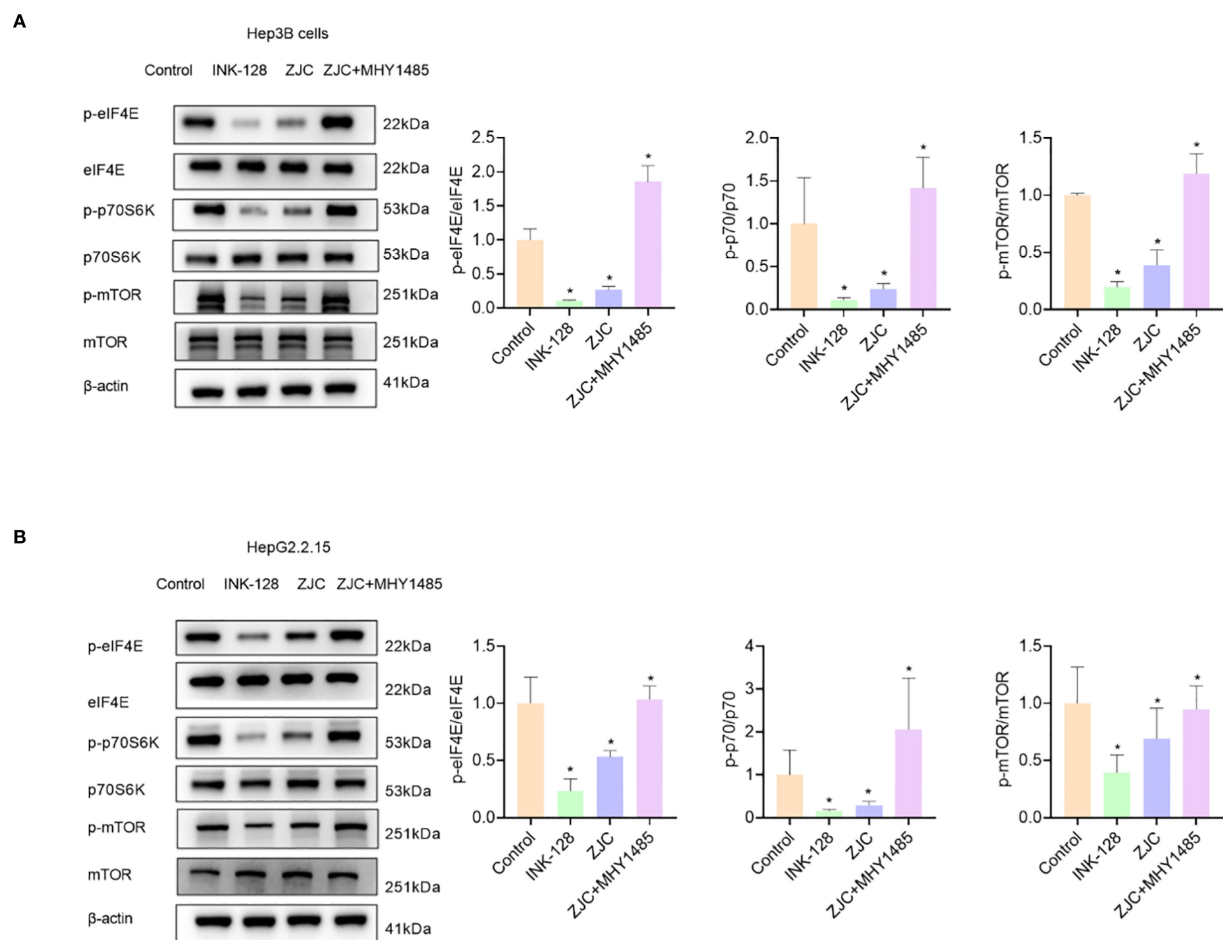 A
Hep3B cells
Control INK-128 ZJC ZJC+MHY1485
p-eIF4E 22kDa
eIF4E 22kDa
p-p70S6K 53kDa
p70S6K 53kDa
p-mTOR 251kDa
mTOR 251kDa
β-actin 41kDa
p-eIF4E/eIF4E
2.5
2.0
1.5
1.0
0.5
0.0
* * *
Control INK-128 ZJC ZJC+MHY1485
p-p70/p70
2.0
1.5
1.0
0.5
0.0
* * *
Control INK-128 ZJC ZJC+MHY1485
p-mTOR/mTOR
1.5
1.0
0.5
0.0
* * *
Control INK-128 ZJC ZJC+MHY1485
B
HepG2.2.15
Control INK-128 ZJC ZJC+MHY1485
p-eIF4E 22kDa
eIF4E 22kDa
p-p70S6K 53kDa
p70S6K 53kDa
p-mTOR 251kDa
mTOR 251kDa
β-actin 41kDa
p-eIF4E/eIF4E
1.5
1.0
0.5
0.0
* * *
Control INK-128 ZJC ZJC+MHY1485
p-p70/p70
4
3
2
1
0
* * *
Control INK-128 ZJC ZJC+MHY1485
p-mTOR/mTOR
1.5
1.0
0.5
0.0
* * *
Control INK-128 ZJC ZJC+MHY1485